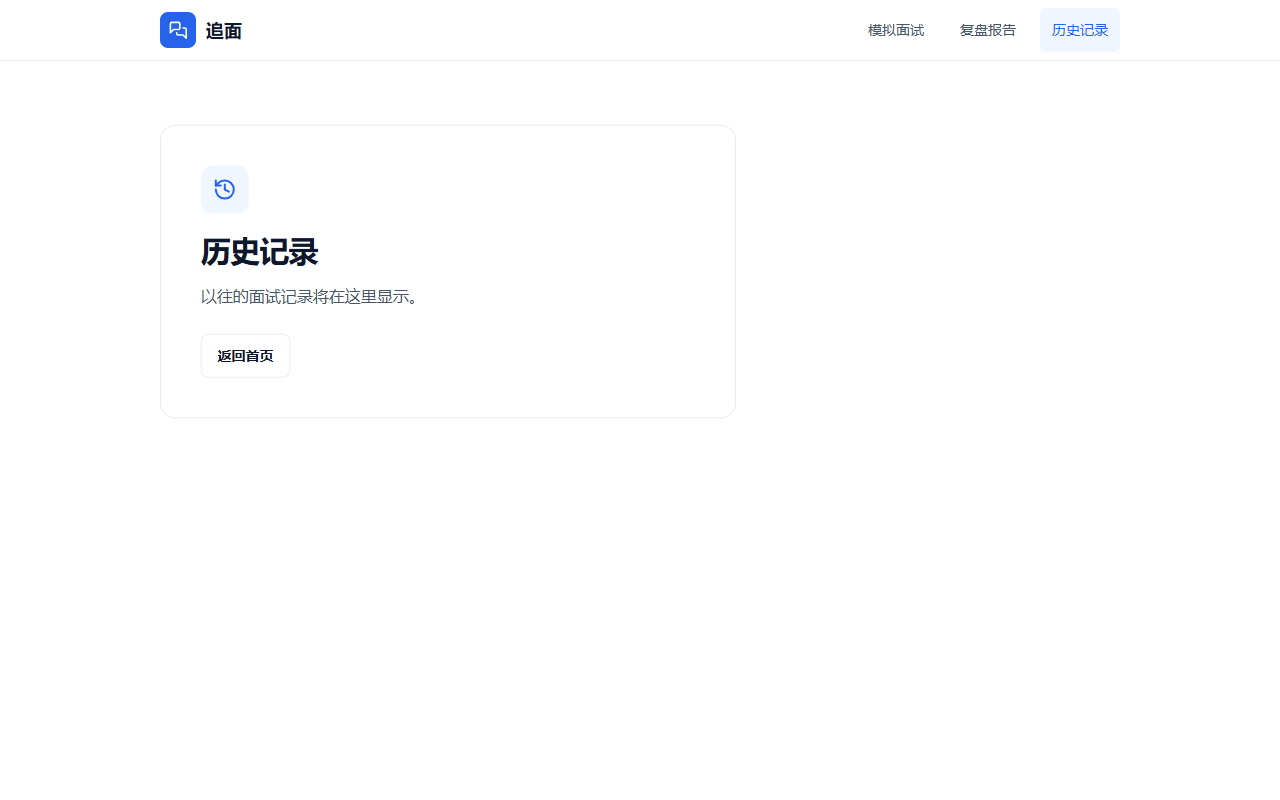 追面
模拟面试
复盘报告
历史记录
历史记录
以往的面试记录将在这里显示。
返回首页